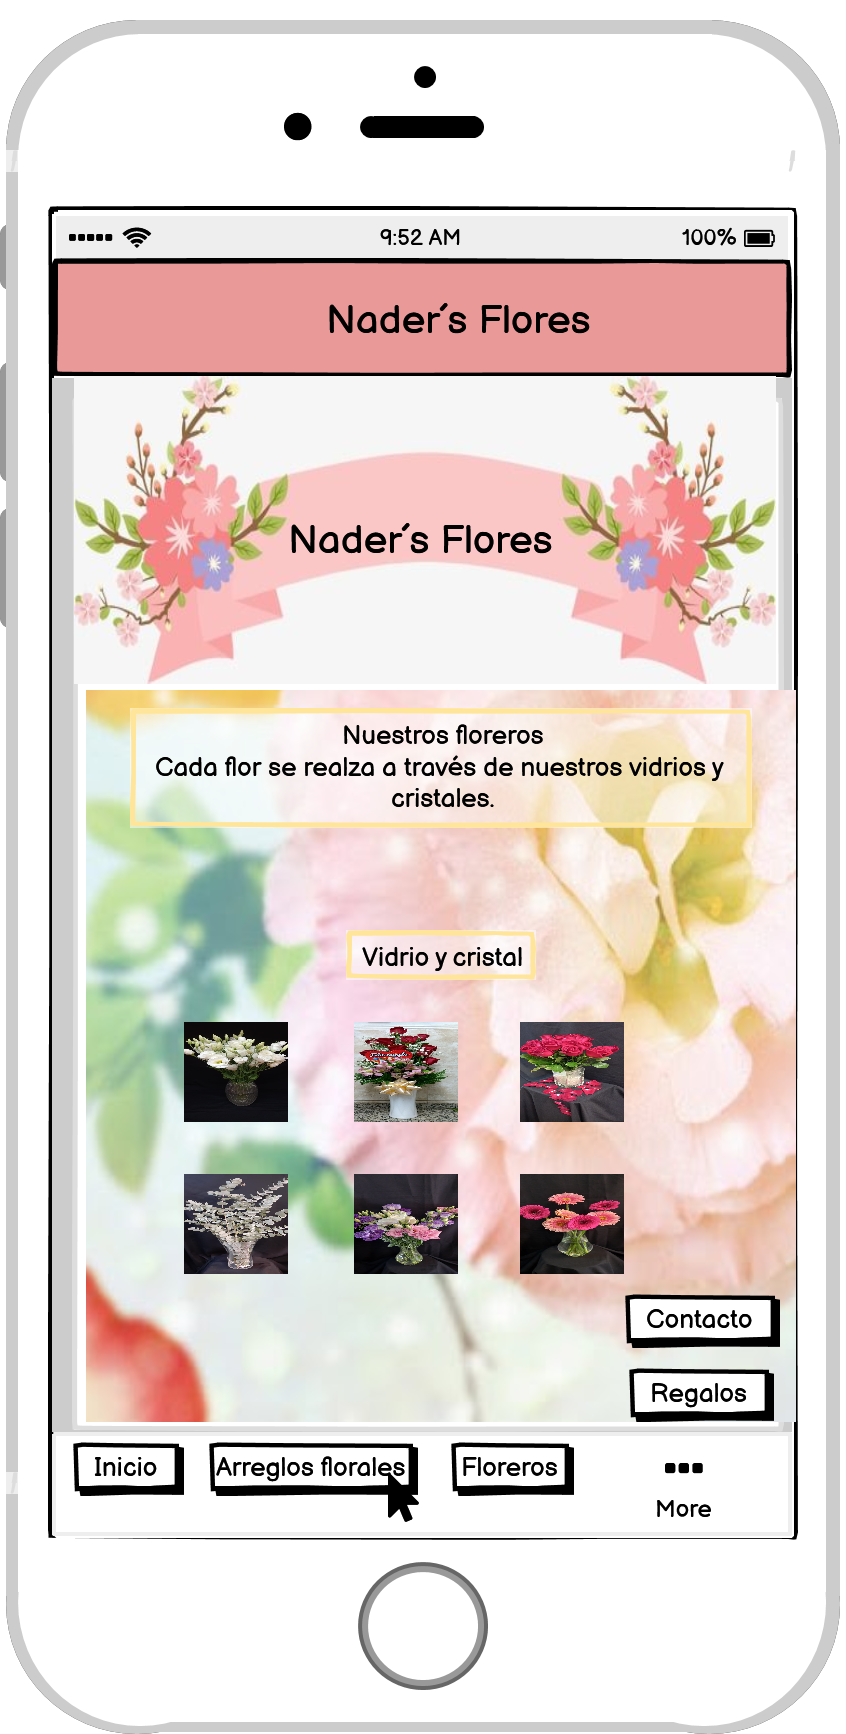 9:52 AM
100%
Nader´s Flores
Nader´s Flores
Nuestros floreros
Cada flor se realza a través de nuestros vidrios y
cristales.
Vidrio y cristal
Contacto
Regalos
Inicio
Arreglos florales
Floreros
More